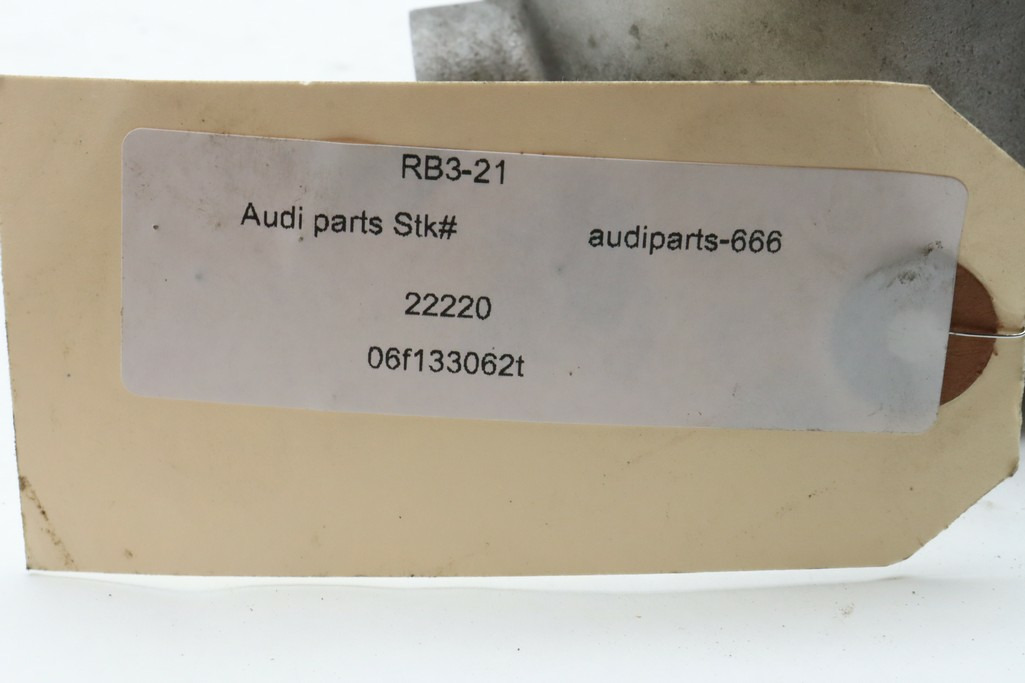 RB3-21
Audi parts Stk# audiparts-666
22220
06f133062t